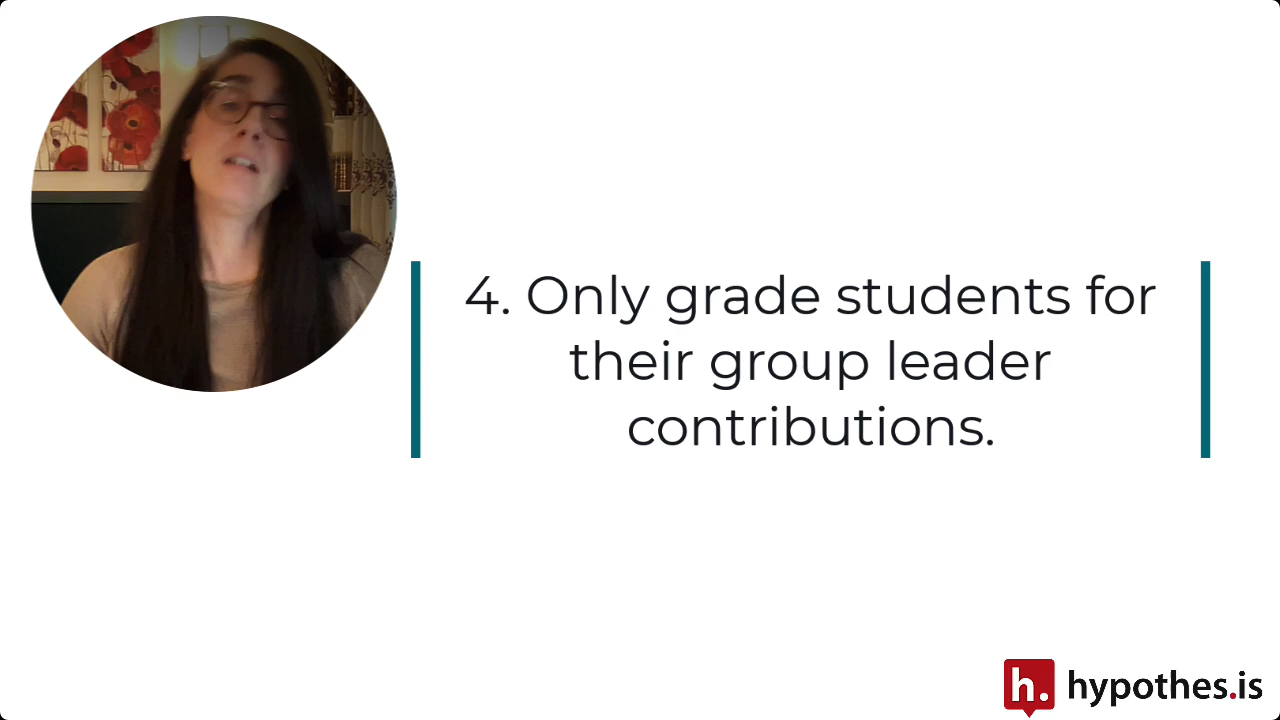 4. Only grade students for
their group leader
contributions.
h. hypothes.is